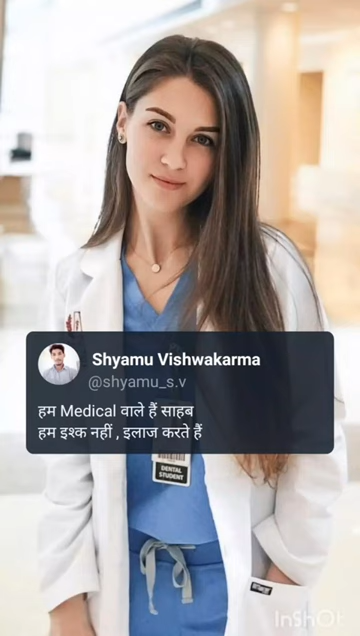 Shyamu Vishwakarma
@shyamu_s.v
हम Medical वाले हैं साहब
हम इश्क नहीं , इलाज करते हैं
DENTAL
STUDENT
InShOt